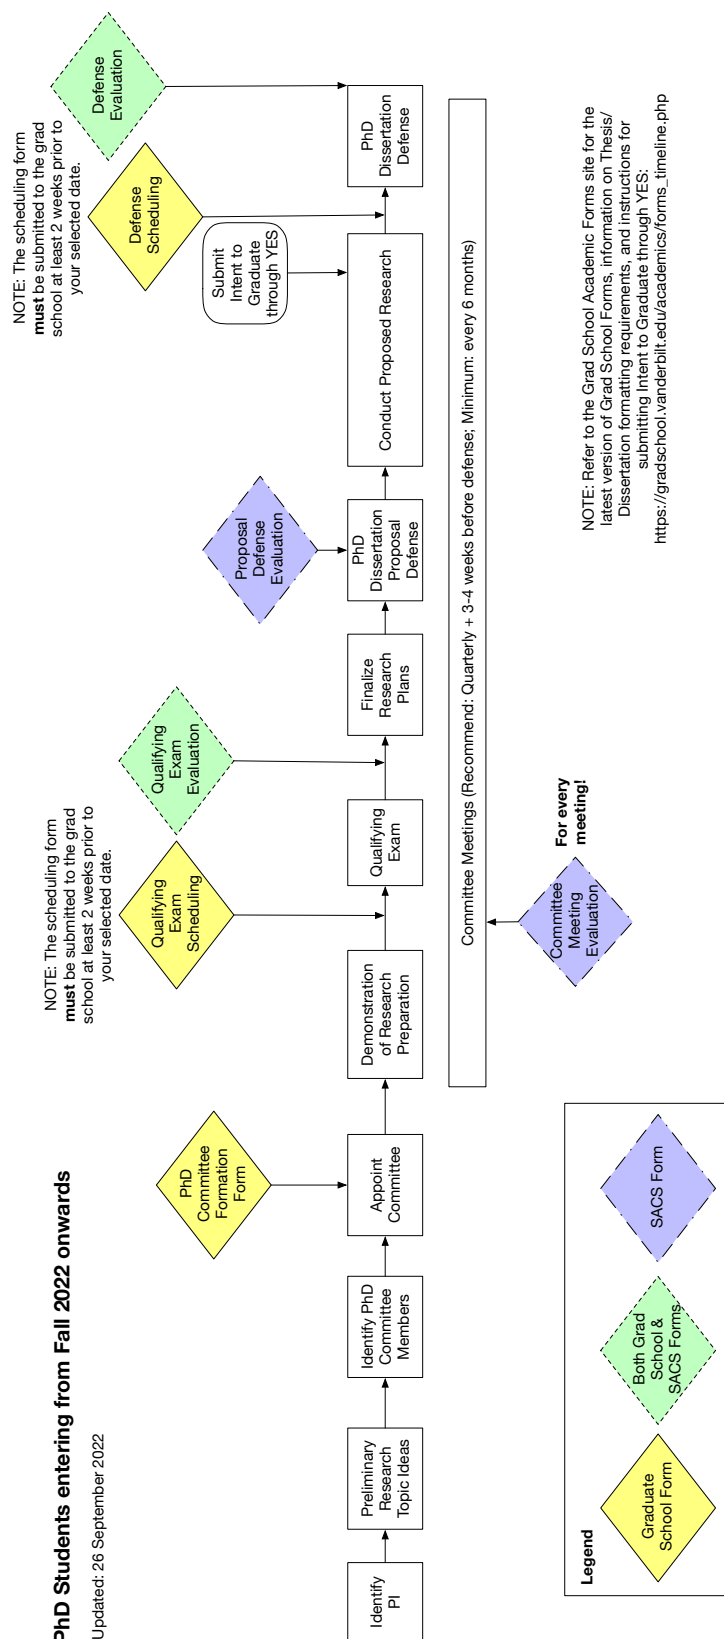 PhD Students entering from Fall 2022 onwards
Updated: 26 September 2022
NOTE: The scheduling form
must be submitted to the grad
school at least 2 weeks prior to
your selected date.
NOTE: The scheduling form
must be submitted to the grad
school at least 2 weeks prior to
your selected date.
PhD
Committee
Formation
Form
Qualifying
Exam
Scheduling
Qualifying
Exam
Evaluation
Proposal
Defense
Evaluation
Submit
Intent to
Graduate
through YES
Defense
Scheduling
Defense
Evaluation
Identify
PI
Preliminary
Research
Topic Ideas
Identify PhD
Committee
Members
Appoint
Committee
Demonstration
of Research
Preparation
Qualifying
Exam
Finalize
Research
Plans
PhD
Dissertation
Proposal
Defense
Conduct Proposed Research
PhD
Dissertation
Defense
Committee Meetings (Recommend: Quarterly + 3-4 weeks before defense; Minimum: every 6 months)
Committee
Meeting
Evaluation
For every
meeting!
NOTE: Refer to the Grad School Academic Forms site for the
latest version of Grad School Forms, information on Thesis/
Dissertation formatting requirements, and instructions for
submitting Intent to Graduate through YES:
https://gradschool.vanderbilt.edu/academics/forms_timeline.php
Legend
Graduate
School Form
Both Grad
School &
SACS Forms
SACS Form